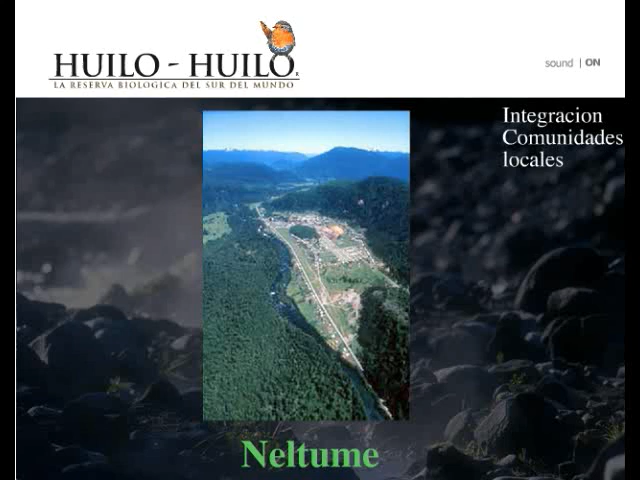 HUILO - HUILO
R
LA RESERVA BIOLOGICA DEL SUR DEL MUNDO
sound | ON
Integracion
Comunidades
locales
Neltume